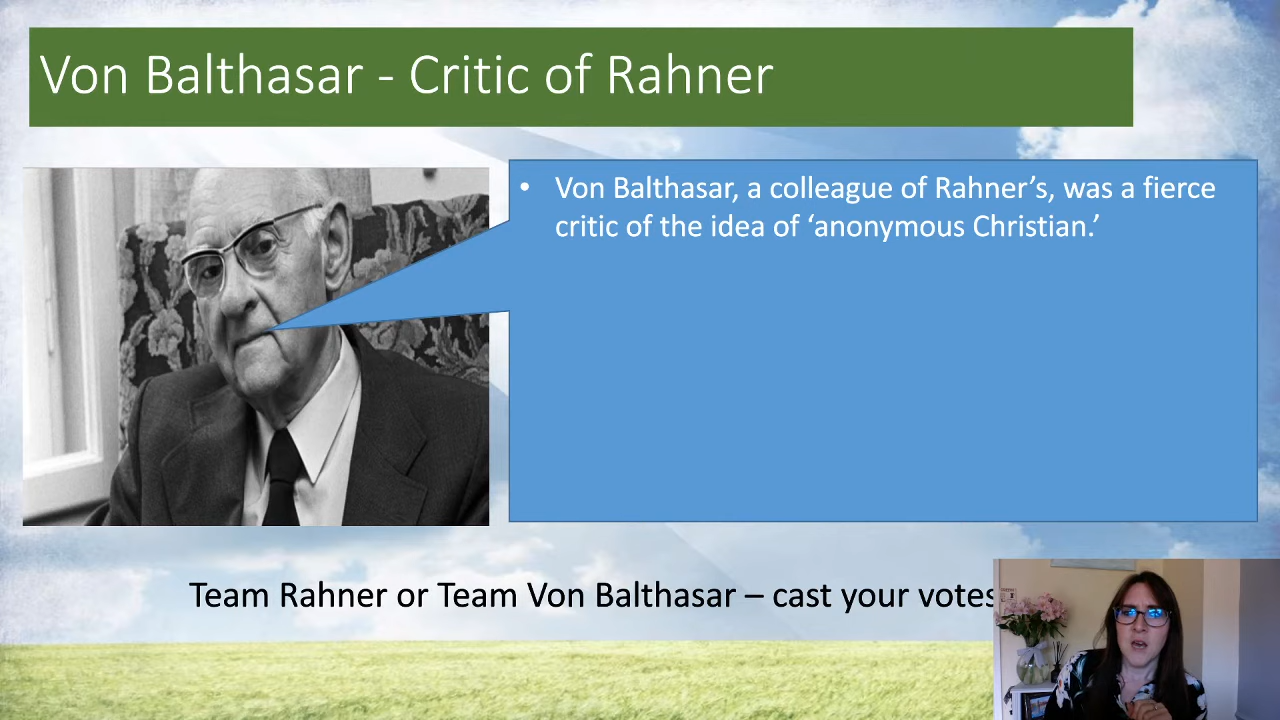 Von Balthasar - Critic of Rahner
• Von Balthasar, a colleague of Rahner’s, was a fierce
critic of the idea of ‘anonymous Christian.’
Team Rahner or Team Von Balthasar – cast your votes